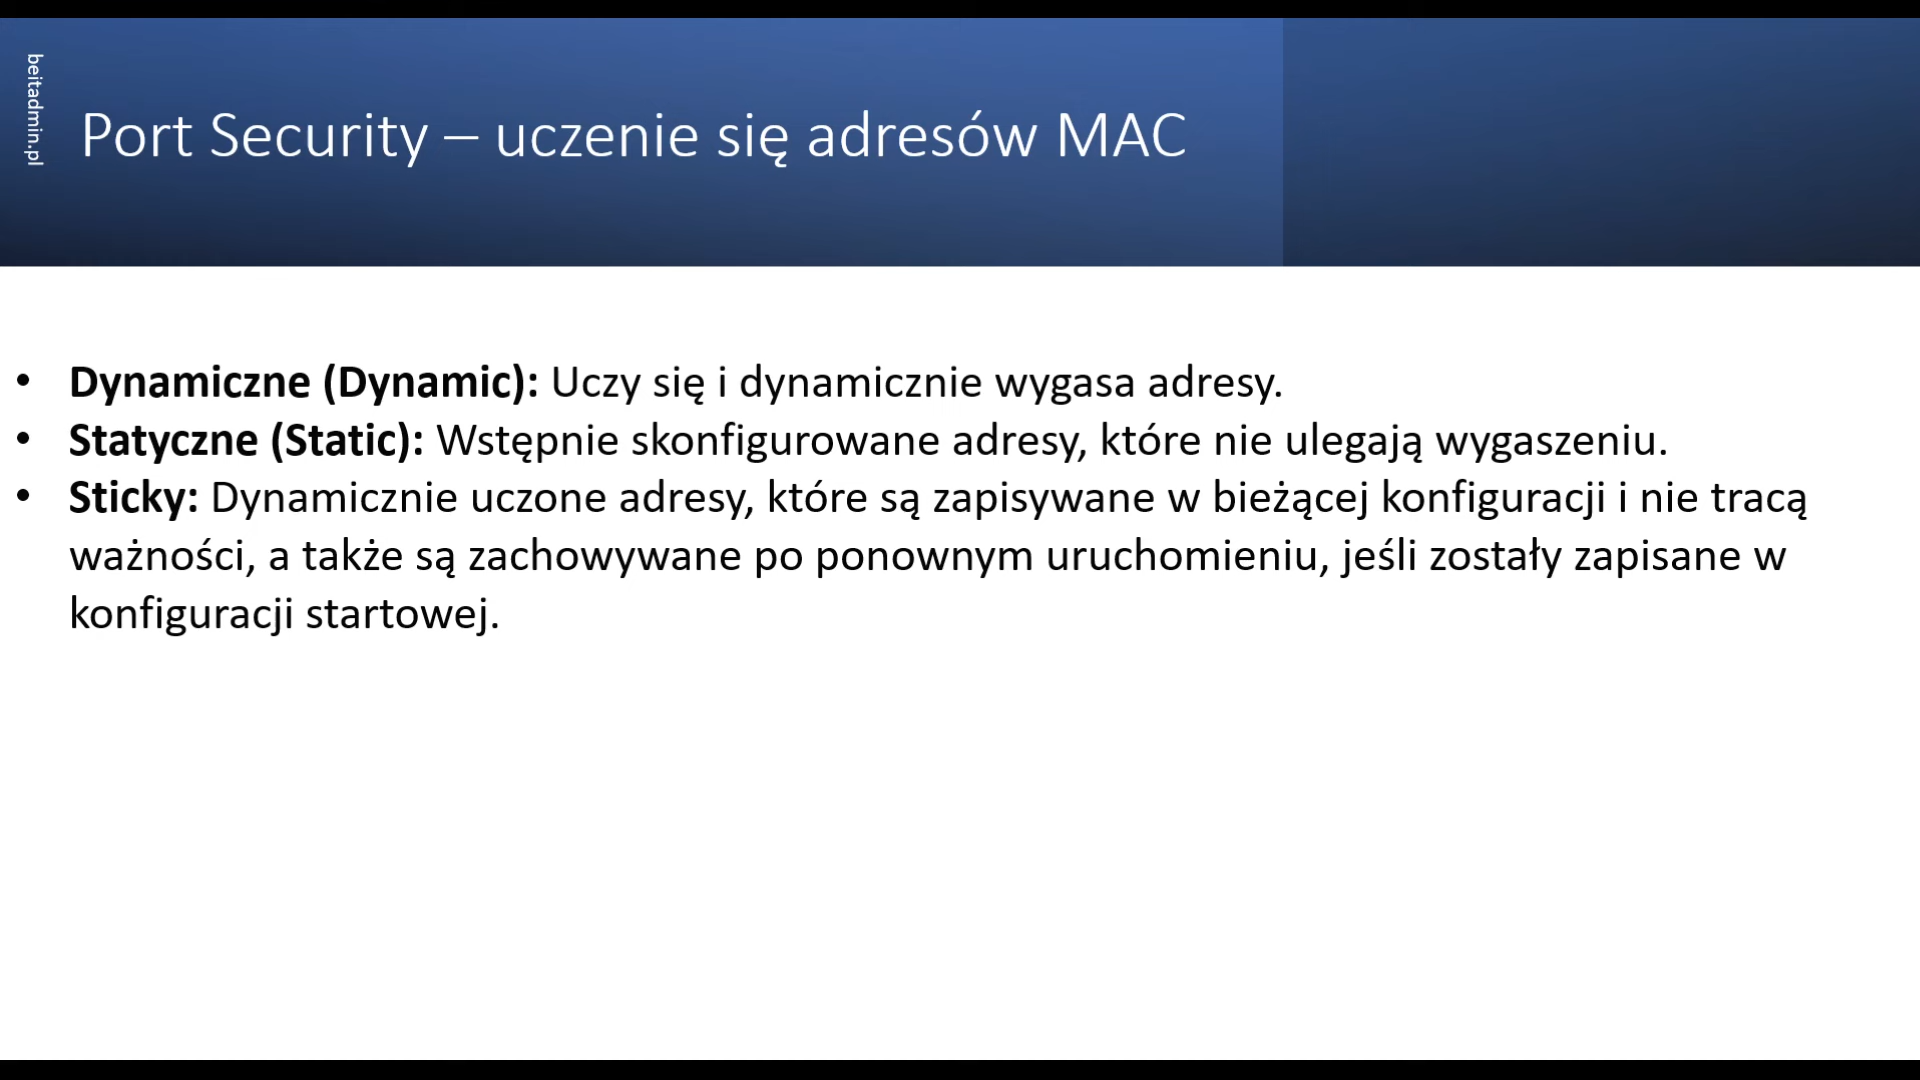 beitadmin.pl
Port Security – uczenie się adresów MAC
• Dynamiczne (Dynamic): Uczy się i dynamicznie wygasa adresy.
• Statyczne (Static): Wstępnie skonfigurowane adresy, które nie ulegają wygaszeniu.
• Sticky: Dynamicznie uczone adresy, które są zapisywane w bieżącej konfiguracji i nie tracą
ważności, a także są zachowywane po ponownym uruchomieniu, jeśli zostały zapisane w
konfiguracji startowej.